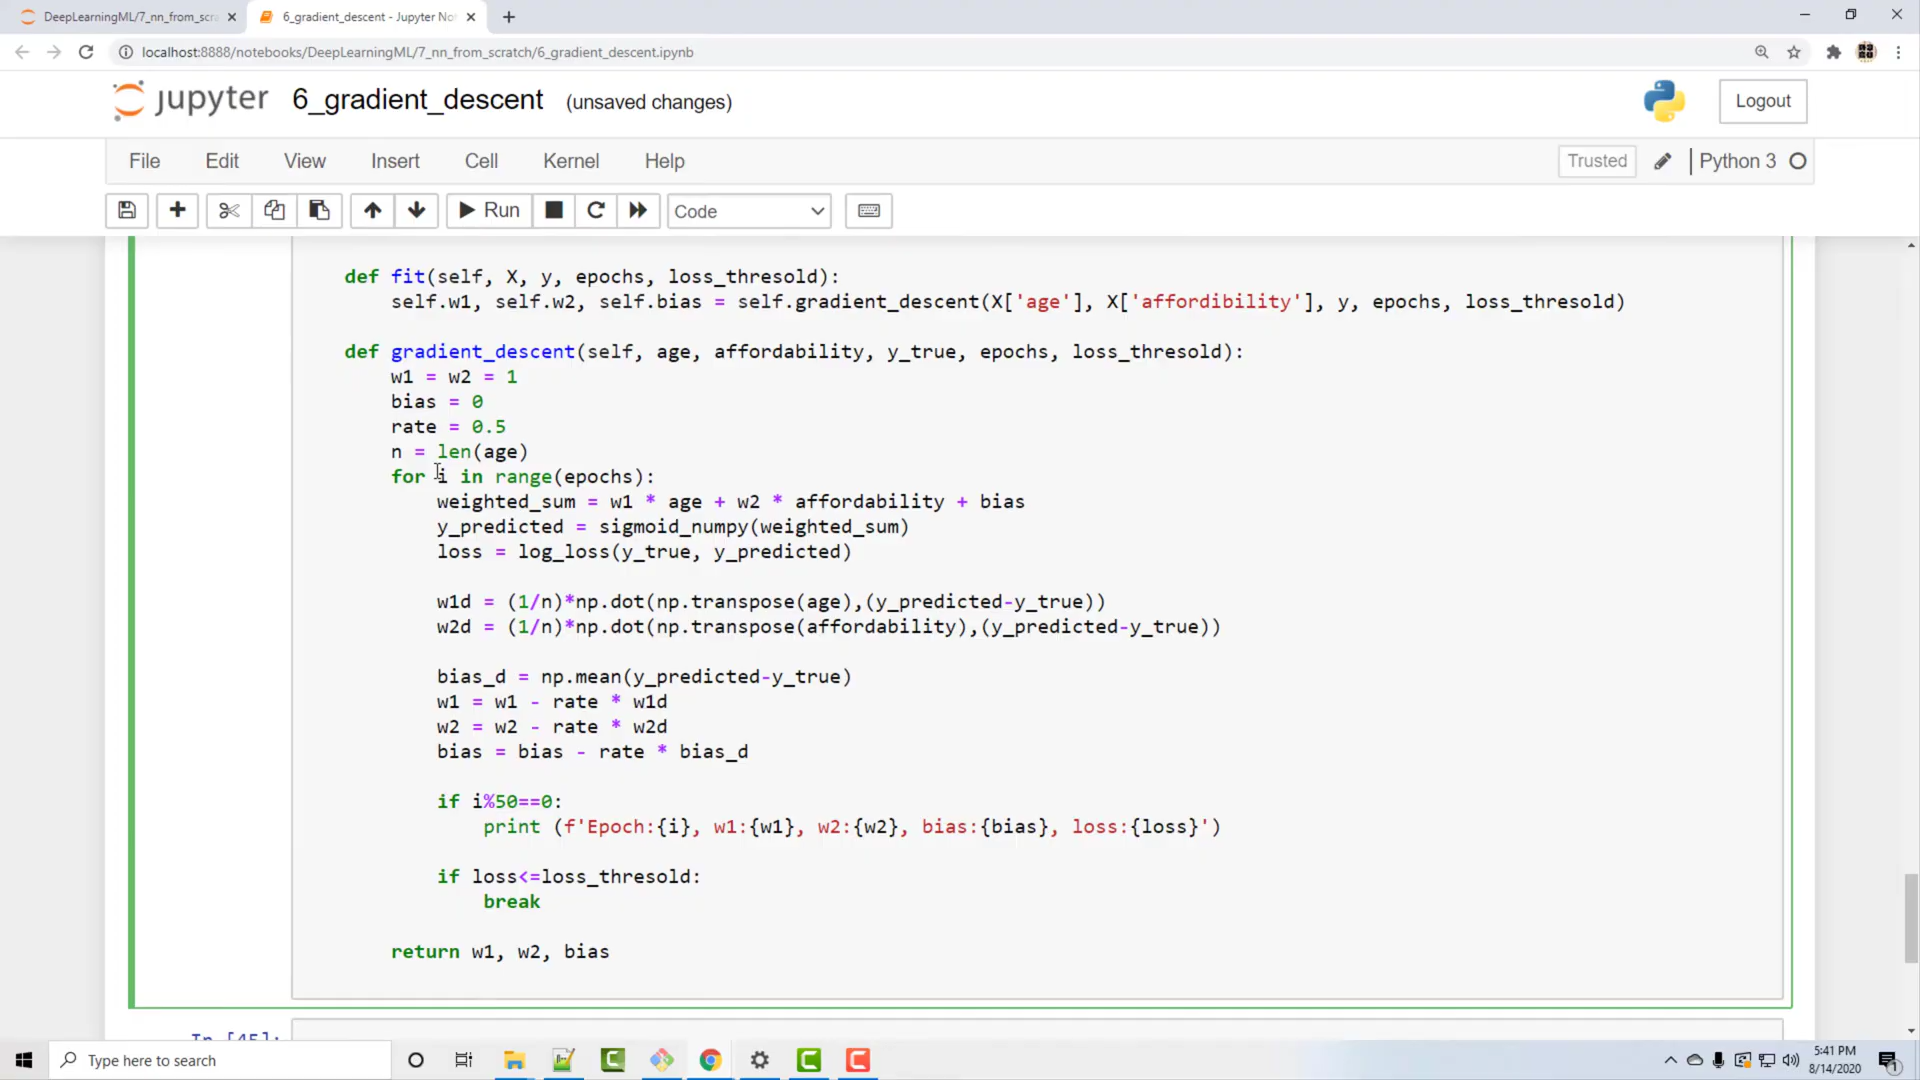 DeepLearningML/7_nn_from_scra
6_gradient_descent - Jupyter Not
localhost:8888/notebooks/DeepLearningML/7_nn_from_scratch/6_gradient_descent.ipynb
jupyter 6_gradient_descent (unsaved changes)
Logout
File Edit View Insert Cell Kernel Help
Trusted Python 3
Run Code
def fit(self, X, y, epochs, loss_thresold):
self.w1, self.w2, self.bias = self.gradient_descent(X['age'], X['affordibility'], y, epochs, loss_thresold)
def gradient_descent(self, age, affordability, y_true, epochs, loss_thresold):
w1 = w2 = 1
bias = 0
rate = 0.5
n = len(age)
for i in range(epochs):
weighted_sum = w1 * age + w2 * affordability + bias
y_predicted = sigmoid_numpy(weighted_sum)
loss = log_loss(y_true, y_predicted)
w1d = (1/n)*np.dot(np.transpose(age),(y_predicted-y_true))
w2d = (1/n)*np.dot(np.transpose(affordability),(y_predicted-y_true))
bias_d = np.mean(y_predicted-y_true)
w1 = w1 - rate * w1d
w2 = w2 - rate * w2d
bias = bias - rate * bias_d
if i%50==0:
print (f'Epoch:{i}, w1:{w1}, w2:{w2}, bias:{bias}, loss:{loss}')
if loss<=loss_thresold:
break
return w1, w2, bias
In [45]:
Type here to search
5:41 PM
8/14/2020